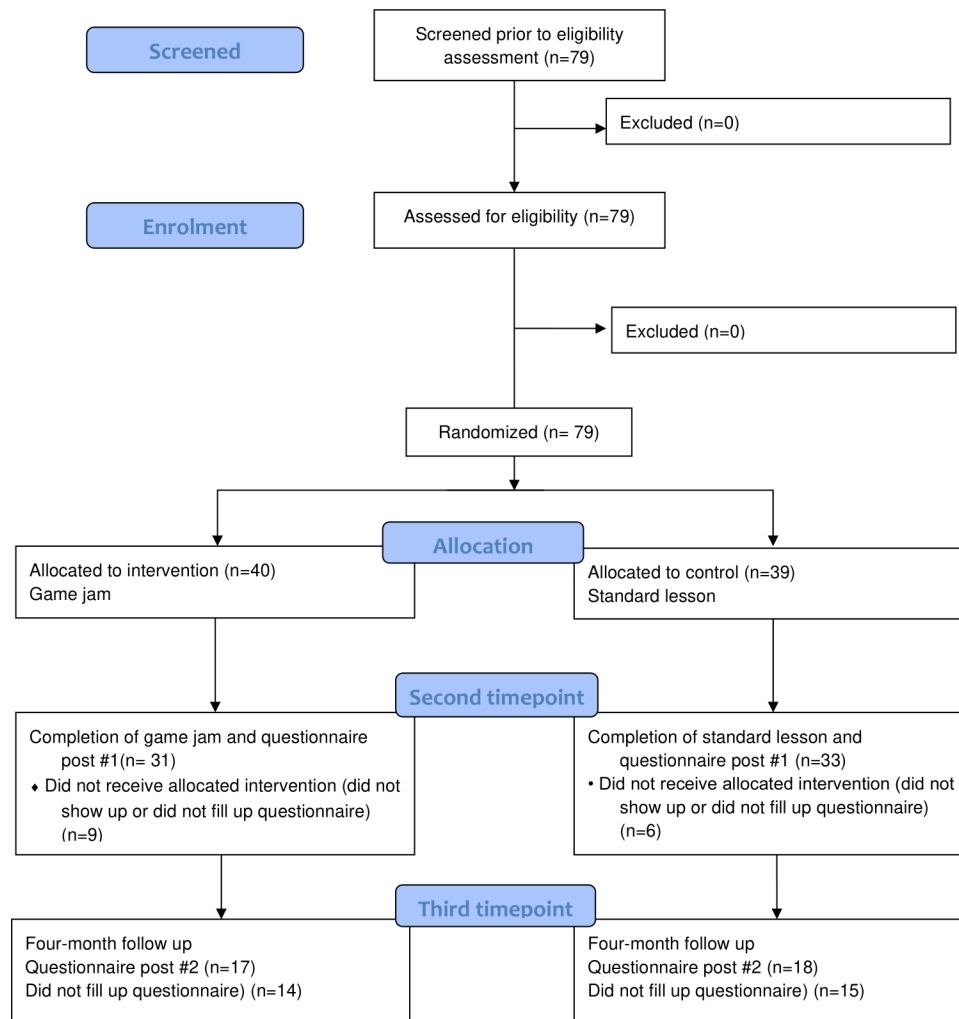 Screened
Screened prior to eligibility
assessment (n=79)
Excluded (n=0)
Enrolment
Assessed for eligibility (n=79)
Excluded (n=0)
Randomized (n= 79)
Allocation
Allocated to intervention (n=40)
Game jam
Allocated to control (n=39)
Standard lesson
Second timepoint
Completion of game jam and questionnaire
post #1(n= 31)
♦ Did not receive allocated intervention (did not
show up or did not fill up questionnaire)
(n=9)
Completion of standard lesson and
questionnaire post #1 (n=33)
• Did not receive allocated intervention (did not
show up or did not fill up questionnaire)
(n=6)
Third timepoint
Four-month follow up
Questionnaire post #2 (n=17)
Did not fill up questionnaire) (n=14)
Four-month follow up
Questionnaire post #2 (n=18)
Did not fill up questionnaire) (n=15)